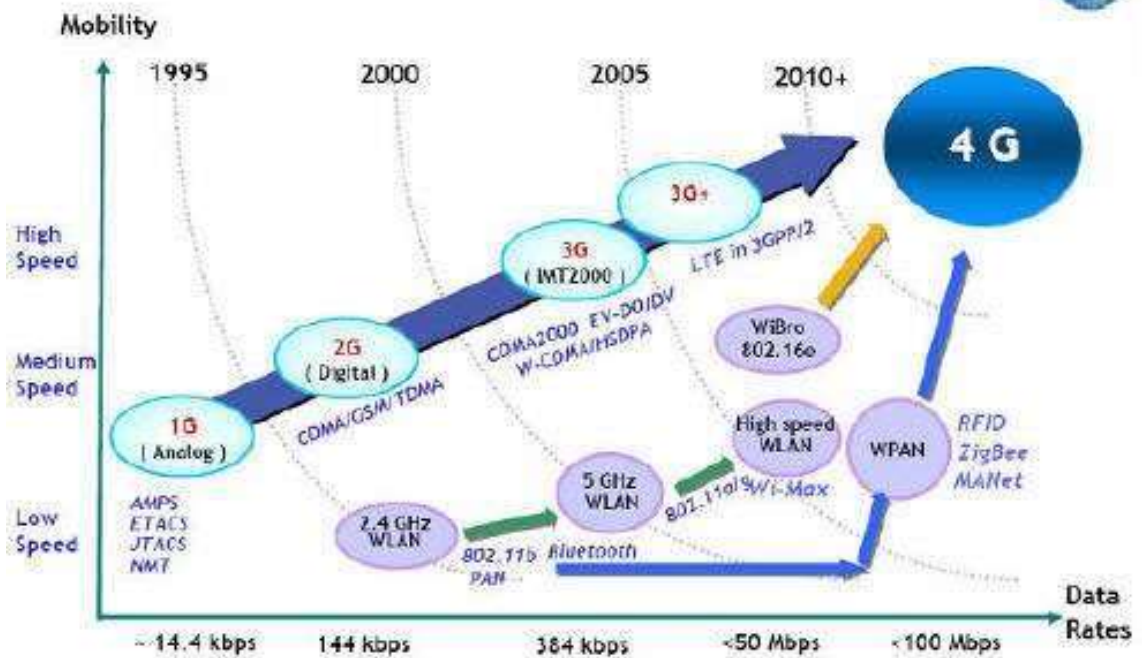 Mobility
1995
2000
2005
2010+
4 G
3G+
High
Speed
3G
( IMT2000 )
LTE in 3GPP/2
WiBro
802.16e
CDMA2000 EV-DO/DV
W-CDMA/HSDPA
Medium
Speed
2G
( Digital )
CDMA/GSM/TDMA
1G
( Analog )
High speed
WLAN
WPAN
RFID
ZigBee
MANet
AMPS
ETACS
JTACS
NMT
Low
Speed
2.4 GHz
WLAN
5 GHz
WLAN
802.11a/g
Wi-Max
802.11b
PAN
Bluetooth
Data
Rates
~ 14.4 kbps
144 kbps
384 kbps
<50 Mbps
<100 Mbps